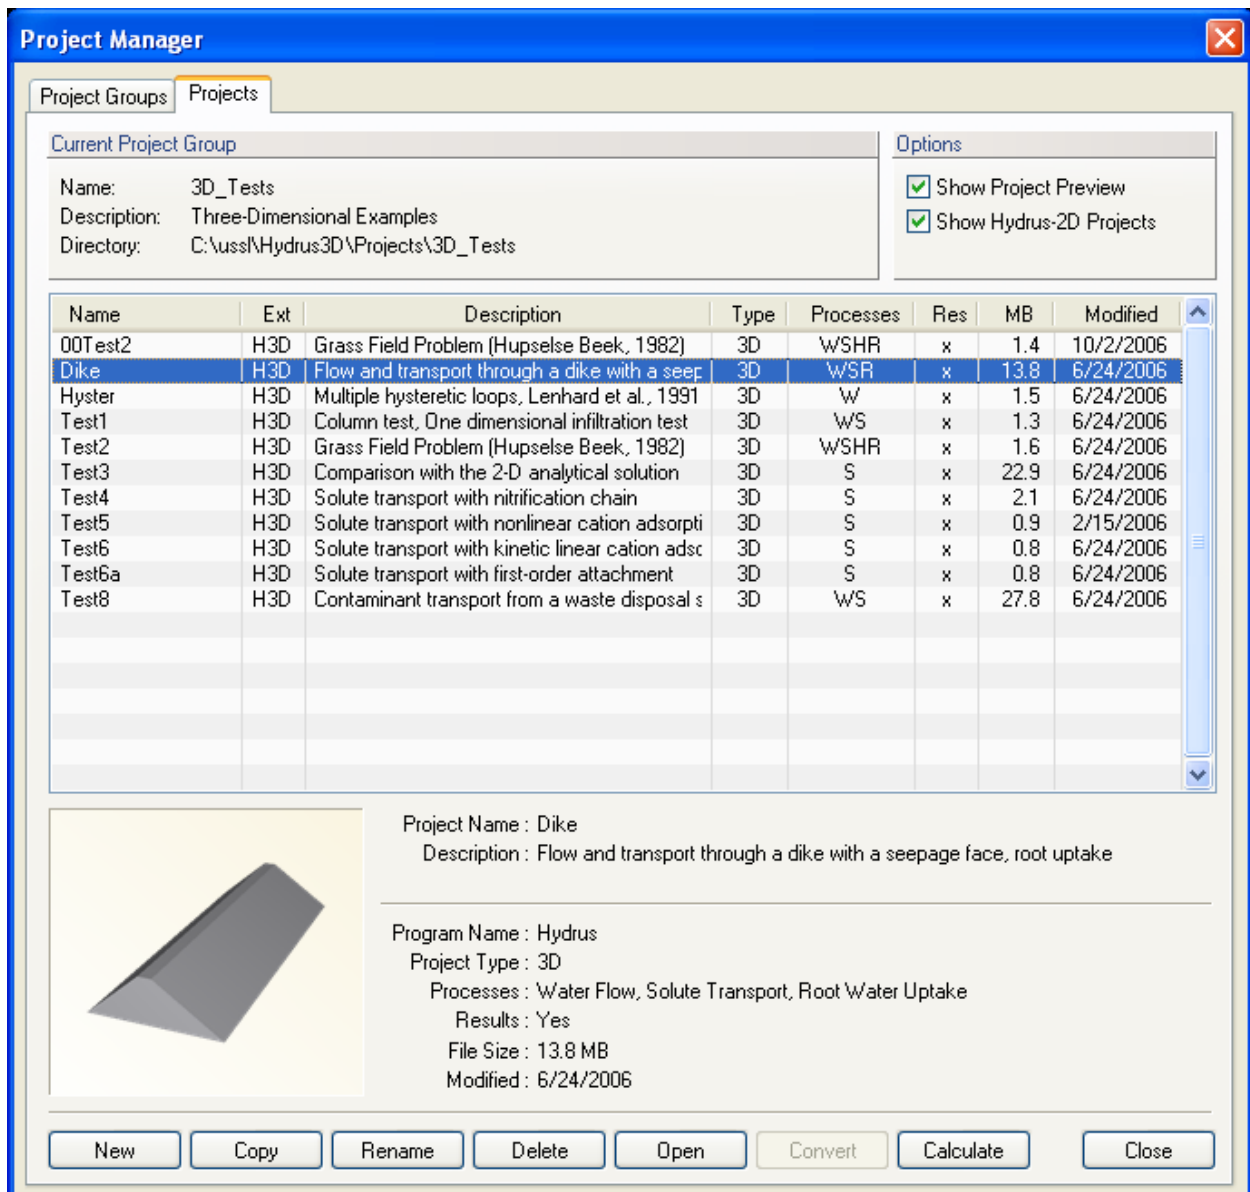 Project Manager
Project Groups Projects
Current Project Group
Options
Name: 3D_Tests
Description: Three-Dimensional Examples
Directory: C:\ussl\Hydrus3D\Projects\3D_Tests
Show Project Preview
Show Hydrus-2D Projects
Name Ext Description Type Processes Res MB Modified
00Test2 H3D Grass Field Problem (Hupselse Beek, 1982) 3D WSHR x 1.4 10/2/2006
Dike H3D Flow and transport through a dike with a seep 3D WSR x 13.8 6/24/2006
Hyster H3D Multiple hysteretic loops, Lenhard et al., 1991 3D W x 1.5 6/24/2006
Test1 H3D Column test, One dimensional infiltration test 3D WS x 1.3 6/24/2006
Test2 H3D Grass Field Problem (Hupselse Beek, 1982) 3D WSHR x 1.6 6/24/2006
Test3 H3D Comparison with the 2-D analytical solution 3D S x 22.9 6/24/2006
Test4 H3D Solute transport with nitrification chain 3D S x 2.1 6/24/2006
Test5 H3D Solute transport with nonlinear cation adsorpti 3D S x 0.9 2/15/2006
Test6 H3D Solute transport with kinetic linear cation adsc 3D S x 0.8 6/24/2006
Test6a H3D Solute transport with first-order attachment 3D S x 0.8 6/24/2006
Test8 H3D Contaminant transport from a waste disposal s 3D WS x 27.8 6/24/2006
Project Name : Dike
Description : Flow and transport through a dike with a seepage face, root uptake
Program Name : Hydrus
Project Type : 3D
Processes : Water Flow, Solute Transport, Root Water Uptake
Results : Yes
File Size : 13.8 MB
Modified : 6/24/2006
New Copy Rename Delete Open Convert Calculate Close